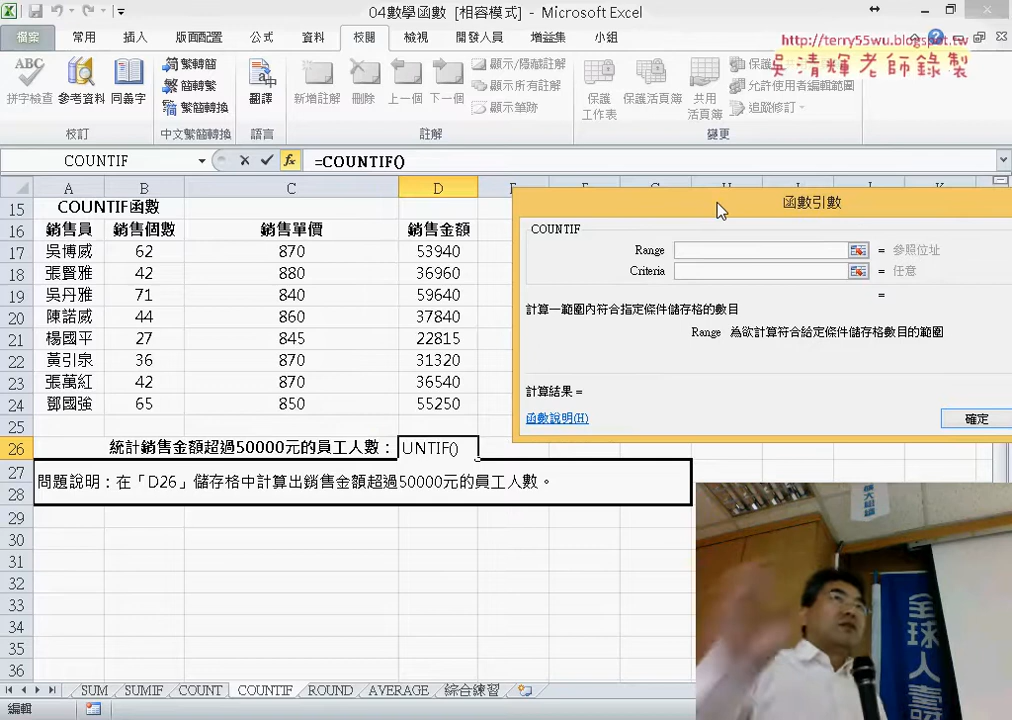 04數學函數 [相容模式] - Microsoft Excel
檔案 常用 插入 版面配置 公式 資料 校閱 檢視 開發人員 增益集 小組
http://terry55wu.blogspot.tw
吳清輝老師錄製
ABC
拼字檢查 參考資料 同義字 繁轉簡 簡轉繁 繁簡轉換 翻譯 新增註解 刪除 上一個 下一個 顯示/隱藏註解 顯示所有註解 顯示筆跡 保護工作表 保護活頁簿 共用活頁簿 允許使用者編輯範圍 追蹤修訂
校訂 中文繁簡轉換 語言 註解 變更
COUNTIF fx =COUNTIF()
A B C D
15 COUNTIF函數
16 銷售員 銷售個數 銷售單價 銷售金額
17 吳博威 62 870 53940
18 張賢雅 42 880 36960
19 吳丹雅 71 840 59640
20 陳諾威 44 860 37840
21 楊國平 27 845 22815
22 黃引泉 36 870 31320
23 張萬紅 42 870 36540
24 鄧國強 65 850 55250
25
26 統計銷售金額超過50000元的員工人數： UNTIF()
27 問題說明：在「D26」儲存格中計算出銷售金額超過50000元的員工人數。
28
29
30
31
32
33
34
35
36
函數引數
COUNTIF
Range = 參照位址
Criteria = 任意
=
計算一範圍內符合指定條件儲存格的數目
Range 為欲計算符合給定條件儲存格數目的範圍
計算結果 =
函數說明(H) 確定
全球人壽
SUM SUMIF COUNT COUNTIF ROUND AVERAGE 綜合練習
編輯